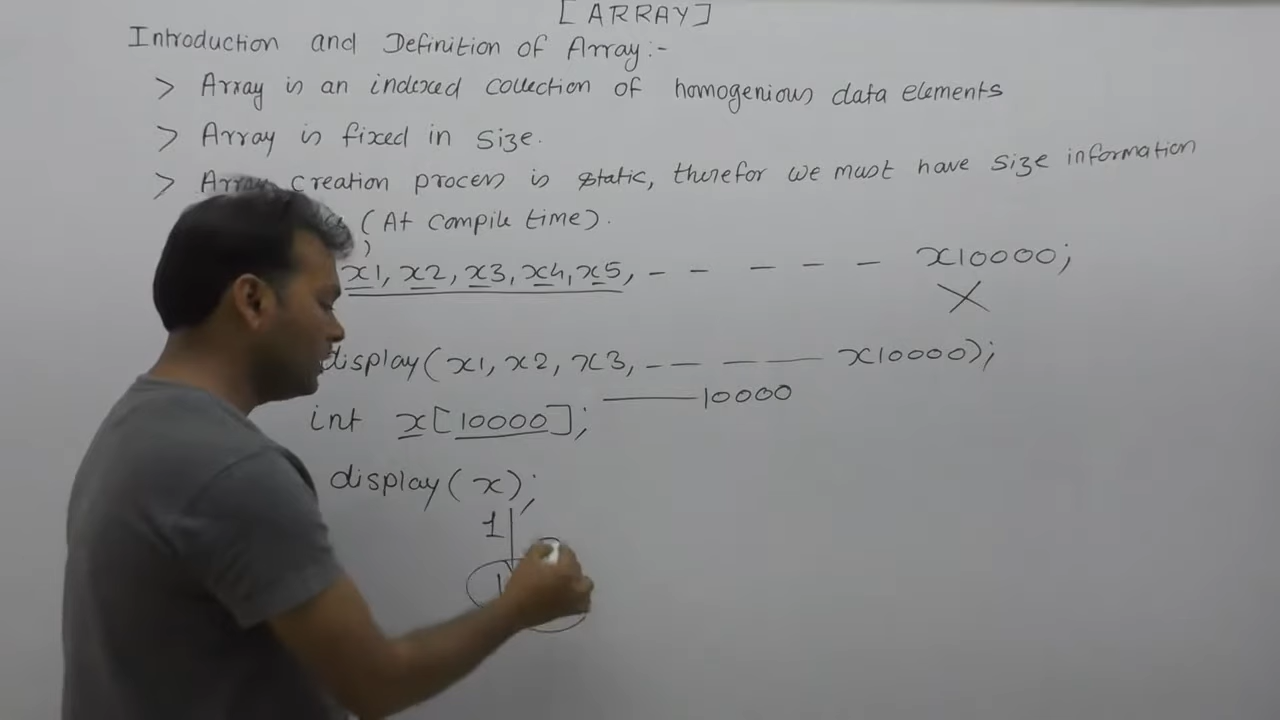 [ARRAY]
Introduction and Definition of Array:-
> Array is an indexed collection of homogenious data elements
> Array is fixed in size.
> Array creation process is static, therefor we must have size information
(At compile time).
x1, x2, x3, x4, x5, - - - - - x10000;
display(x1, x2, x3, -- -- — x10000);
10000
int x[10000];
display(x);
1